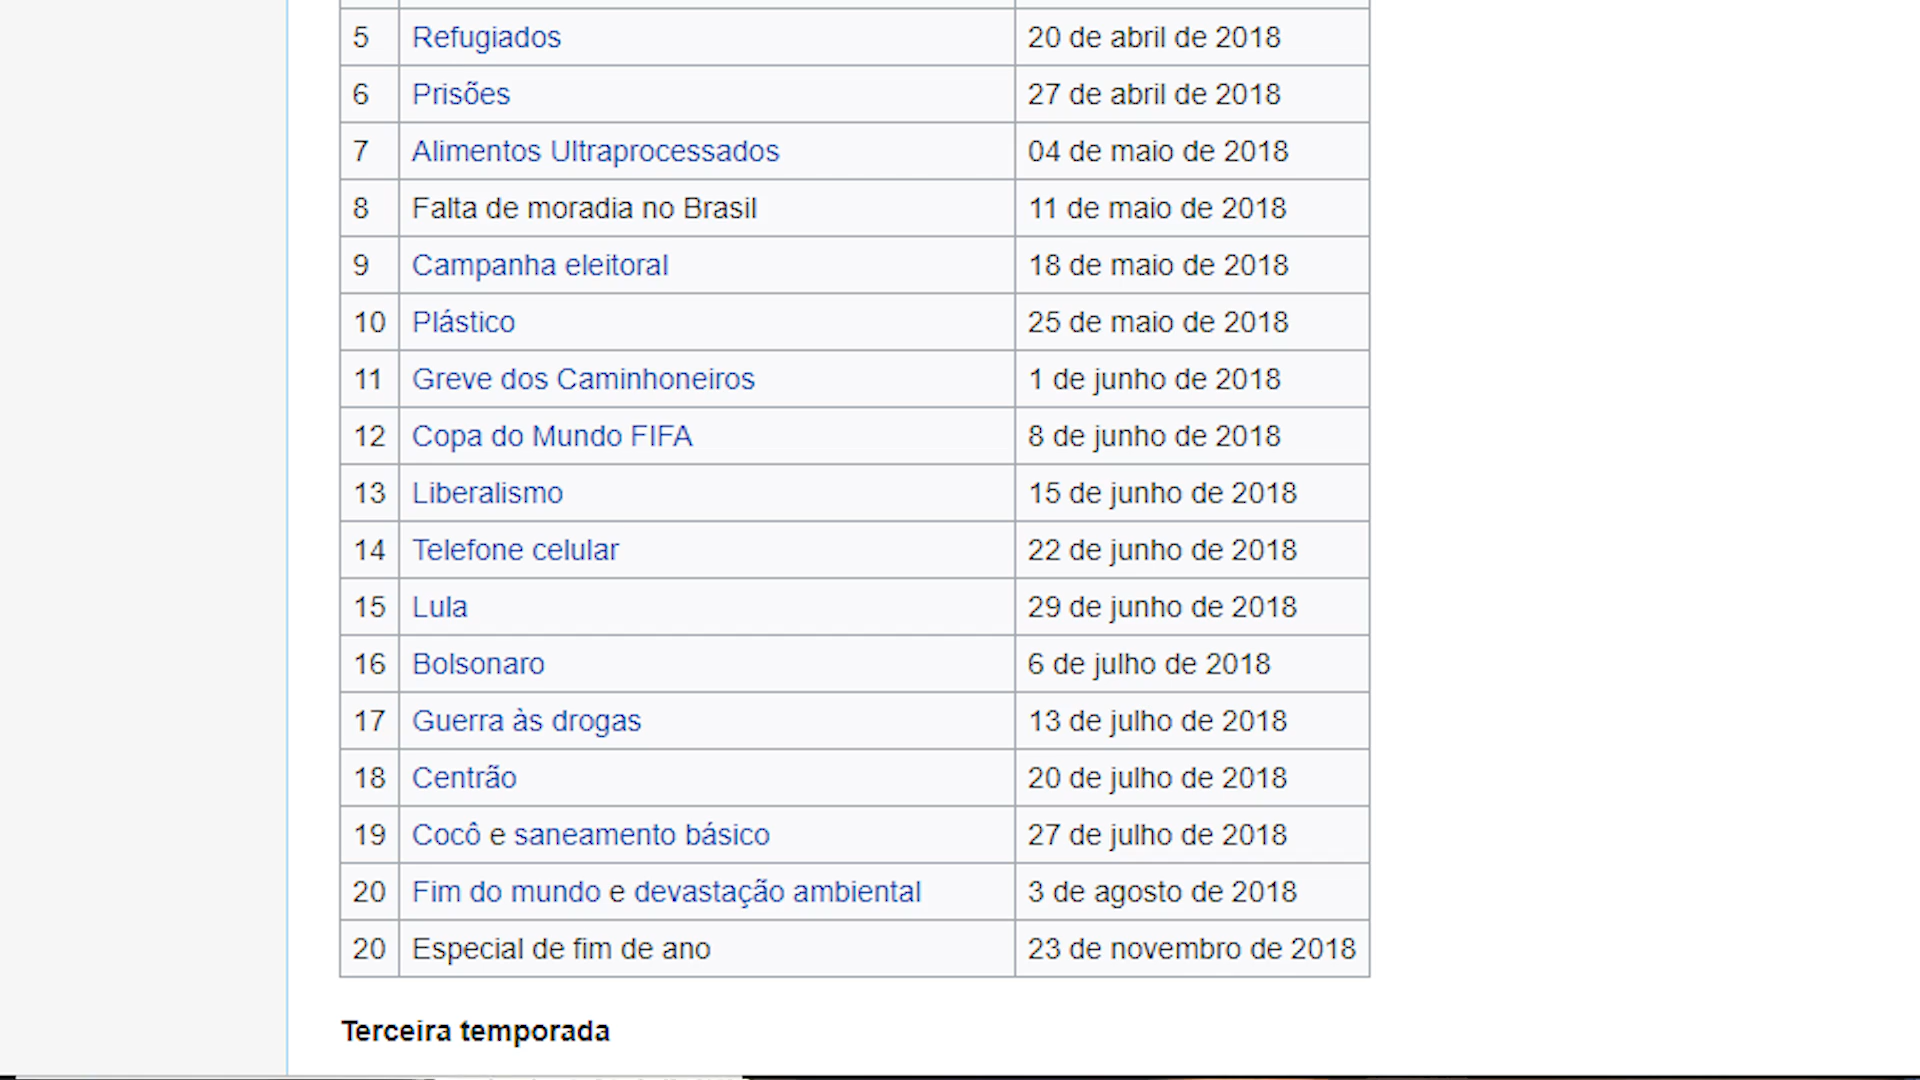 5 Refugiados 20 de abril de 2018
6 Prisões 27 de abril de 2018
7 Alimentos Ultraprocessados 04 de maio de 2018
8 Falta de moradia no Brasil 11 de maio de 2018
9 Campanha eleitoral 18 de maio de 2018
10 Plástico 25 de maio de 2018
11 Greve dos Caminhoneiros 1 de junho de 2018
12 Copa do Mundo FIFA 8 de junho de 2018
13 Liberalismo 15 de junho de 2018
14 Telefone celular 22 de junho de 2018
15 Lula 29 de junho de 2018
16 Bolsonaro 6 de julho de 2018
17 Guerra às drogas 13 de julho de 2018
18 Centrão 20 de julho de 2018
19 Cocô e saneamento básico 27 de julho de 2018
20 Fim do mundo e devastação ambiental 3 de agosto de 2018
20 Especial de fim de ano 23 de novembro de 2018
Terceira temporada